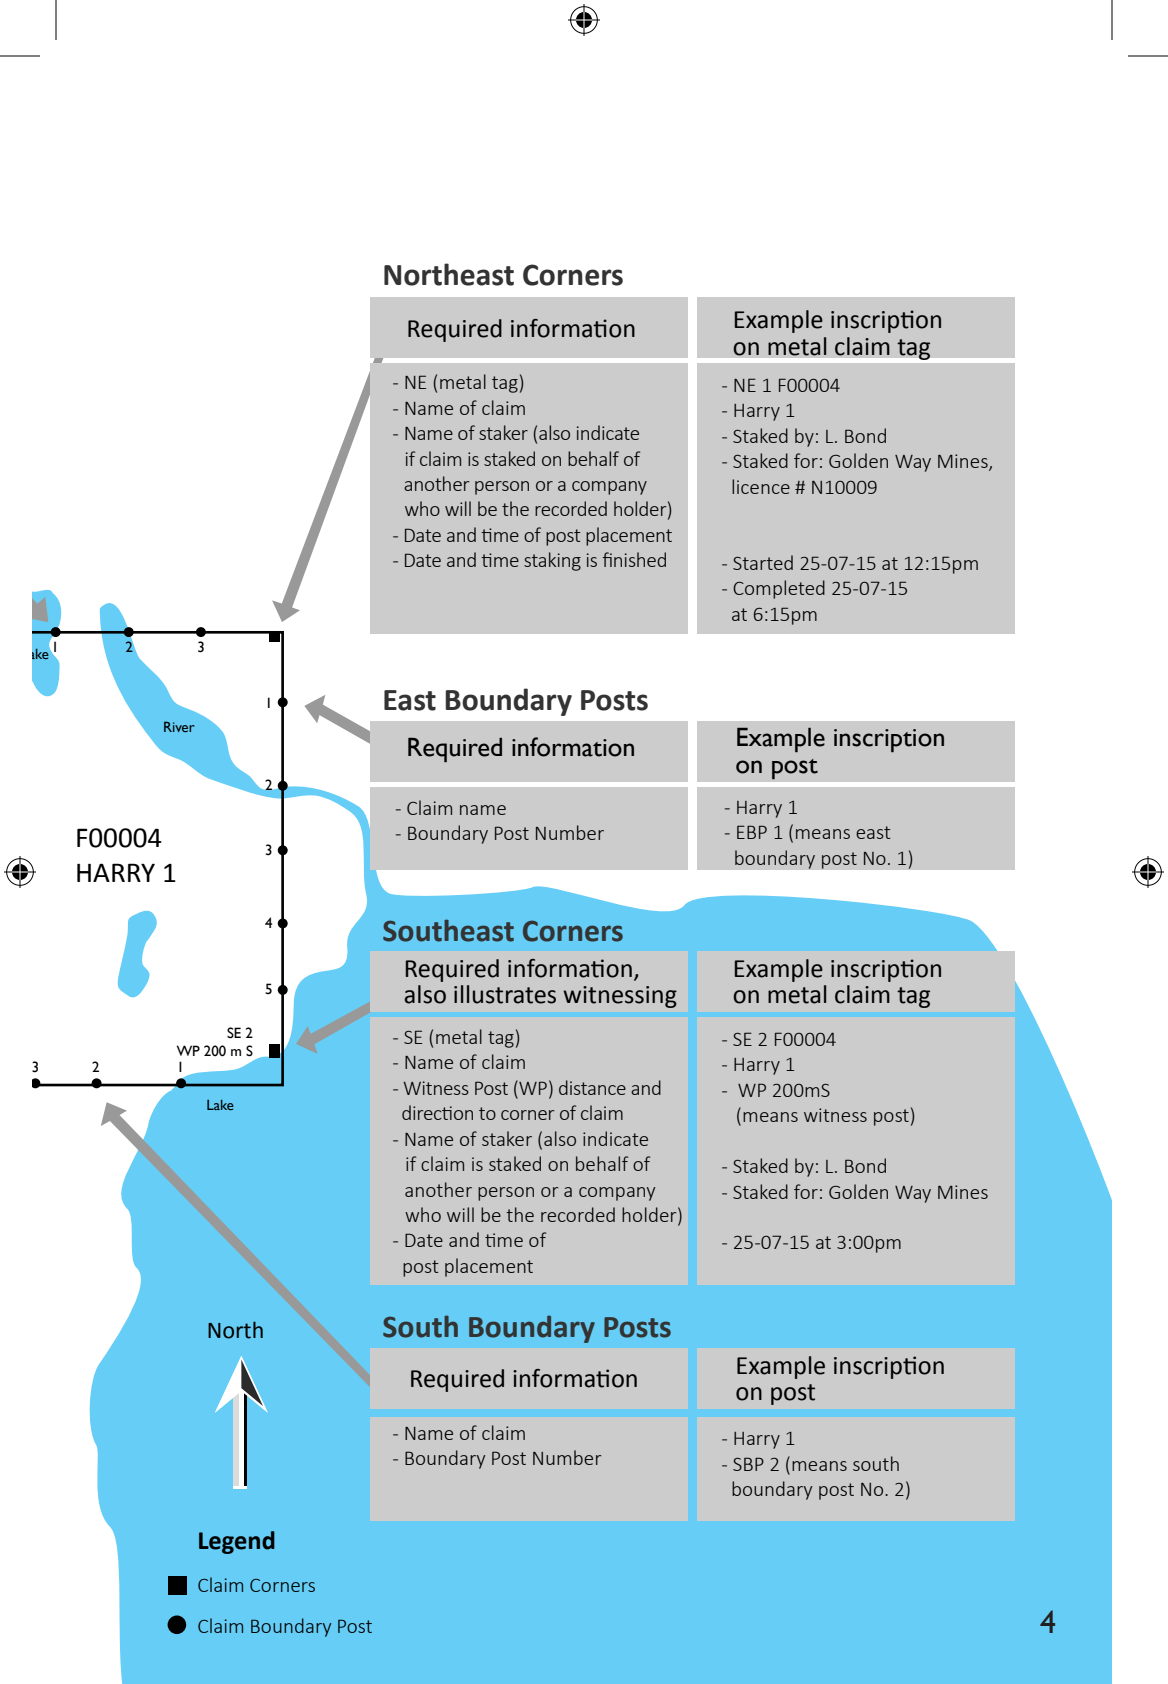 Northeast Corners
Required information
Example inscription
on metal claim tag
- NE (metal tag)
- Name of claim
- Name of staker (also indicate
if claim is staked on behalf of
another person or a company
who will be the recorded holder)
- Date and time of post placement
- Date and time staking is finished
- NE 1 F00004
- Harry 1
- Staked by: L. Bond
- Staked for: Golden Way Mines,
licence # N10009
- Started 25-07-15 at 12:15pm
- Completed 25-07-15
at 6:15pm
1
2
3
ake
River
1
2
3
4
5
F00004
HARRY 1
SE 2
WP 200 m S
3
2
1
Lake
East Boundary Posts
Required information
Example inscription
on post
- Claim name
- Boundary Post Number
- Harry 1
- EBP 1 (means east
boundary post No. 1)
Southeast Corners
Required information,
also illustrates witnessing
Example inscription
on metal claim tag
- SE (metal tag)
- Name of claim
- Witness Post (WP) distance and
direction to corner of claim
- Name of staker (also indicate
if claim is staked on behalf of
another person or a company
who will be the recorded holder)
- Date and time of
post placement
- SE 2 F00004
- Harry 1
- WP 200mS
(means witness post)
- Staked by: L. Bond
- Staked for: Golden Way Mines
- 25-07-15 at 3:00pm
South Boundary Posts
Required information
Example inscription
on post
- Name of claim
- Boundary Post Number
- Harry 1
- SBP 2 (means south
boundary post No. 2)
North
Legend
Claim Corners
Claim Boundary Post
4